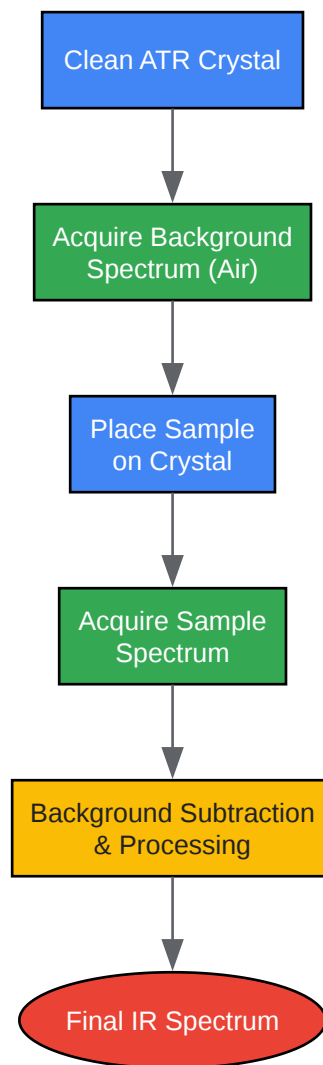 Clean ATR Crystal
Acquire Background
Spectrum (Air)
Place Sample
on Crystal
Acquire Sample
Spectrum
Background Subtraction
& Processing
Final IR Spectrum